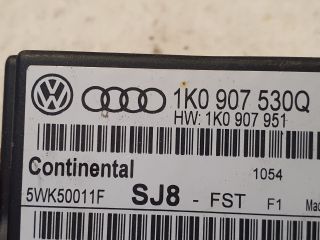 1K0 907 530Q
HW: 1K0 907 951
Continental 1054
5WK50011F SJ8 - FST F1